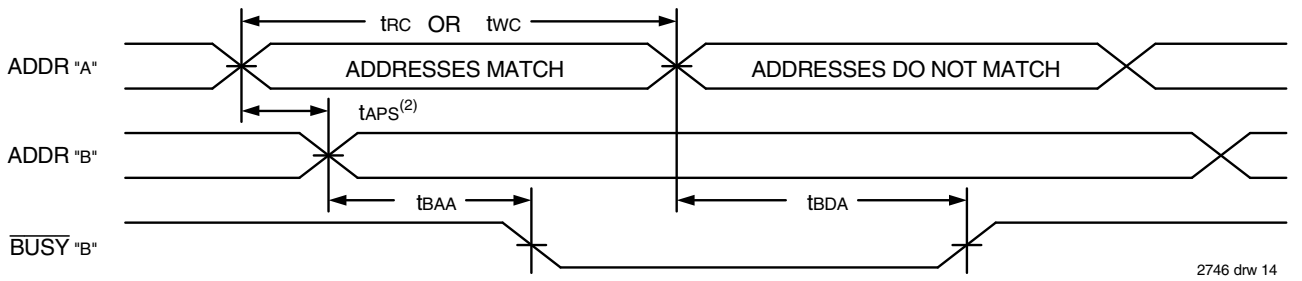 tRC OR tWC
ADDR "A"
ADDRESSES MATCH
ADDRESSES DO NOT MATCH
tAPS(2)
ADDR "B"
tBAA
tBDA
BUSY "B"
2746 drw 14